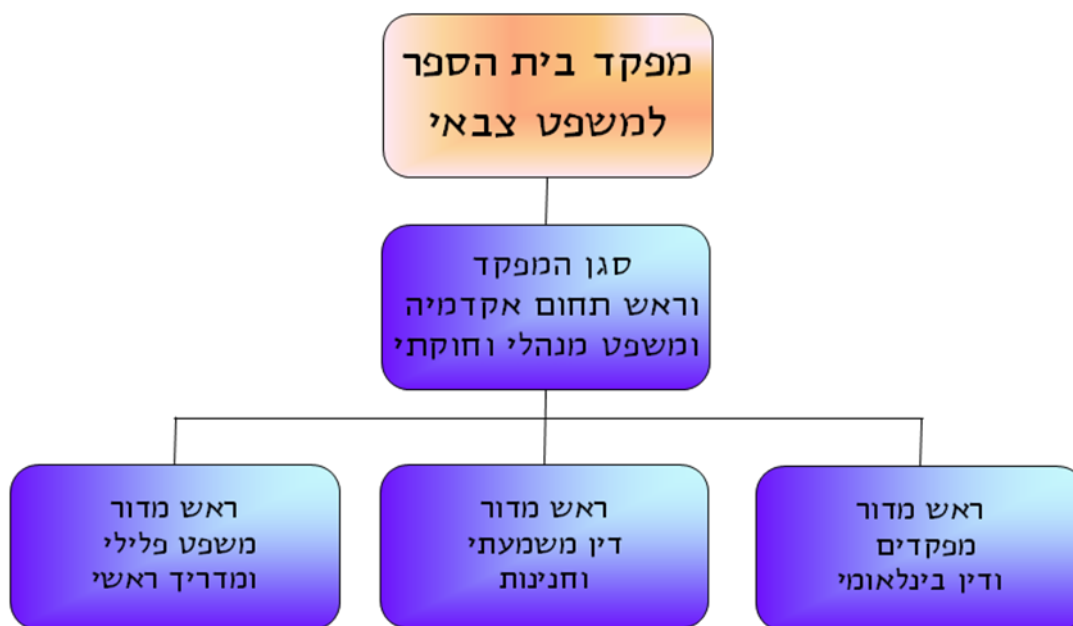 מפקד בית הספר
למשפט צבאי
סגן המפקד
וראש תחום אקדמיה
ומשפט מנהלי וחוקתי
ראש מדור
מפקדים
ודין בינלאומי
ראש מדור
דין משמעתי
וחנינות
ראש מדור
משפט פלילי
ומדריך ראשי